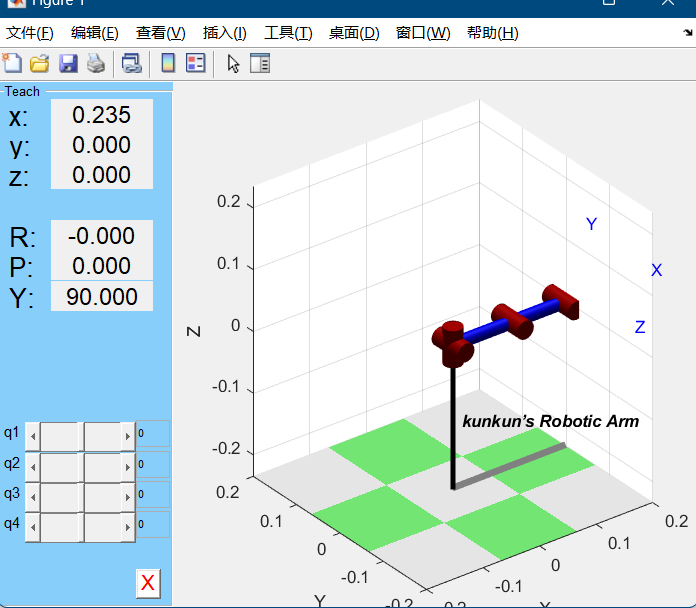 Figure 1
文件(F) 编辑(E) 查看(V) 插入(I) 工具(T) 桌面(D) 窗口(W) 帮助(H)
Teach
x: 0.235
y: 0.000
z: 0.000
R: -0.000
P: 0.000
Y: 90.000
q1 0
q2 0
q3 0
q4 0
X
0.2
0.1
0
-0.1
-0.2
Z
0.2
0.1
0
-0.1
-0.2
Y
-0.1
0
0.1
0.2
X
Y
X
Z
kunkun's Robotic Arm